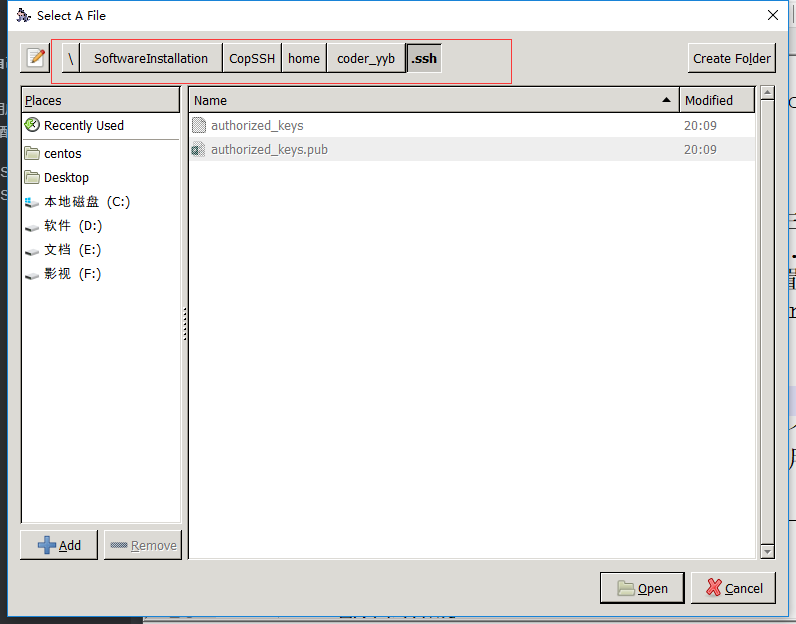 Select A File
\ SoftwareInstallation CopSSH home coder_yyb .ssh Create Folder
Places
Recently Used
centos
Desktop
本地磁盘 (C:)
软件 (D:)
文档 (E:)
影视 (F:)
Add Remove
Name Modified
authorized_keys 20:09
authorized_keys.pub 20:09
Open Cancel